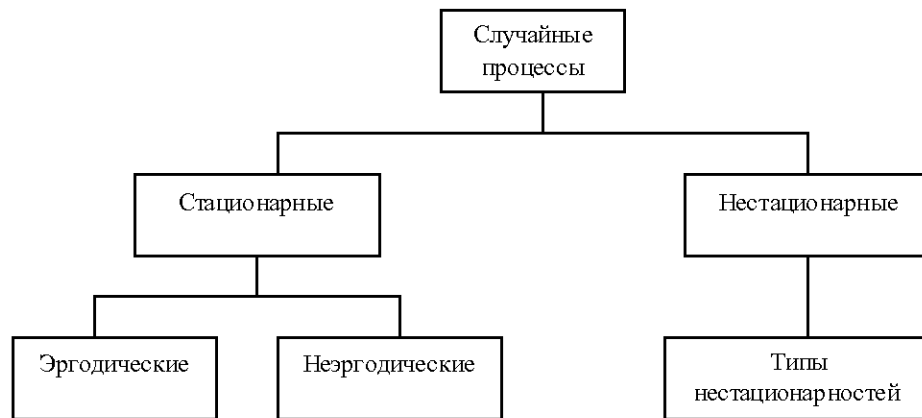 Случайные
процессы
Стационарные
Нестационарные
Эргодические
Неэргодические
Типы
нестационарностей